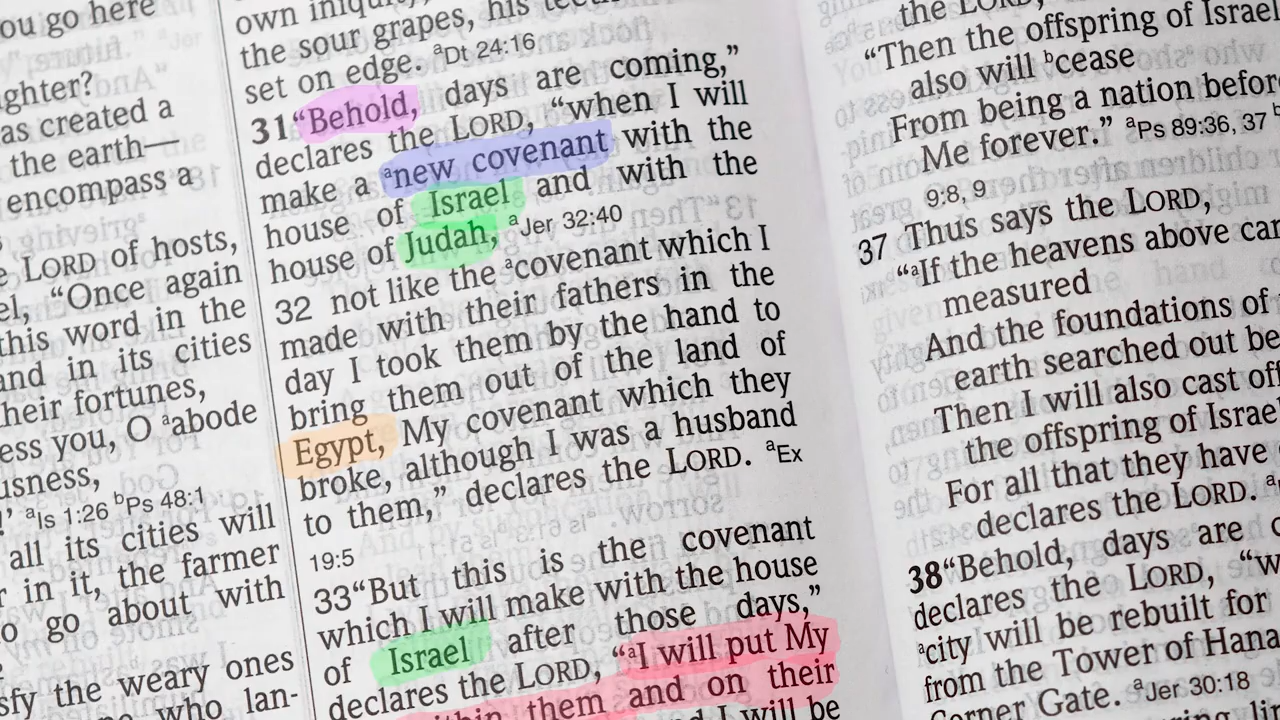 ou go here
ghter?
as created a
the earth—
encompass a
LORD of hosts,
el, “Once again
this word in the
and in its cities
heir fortunes,
ess you, O ᵃabode
usness,
ᵃIs 1:26 ᵇPs 48:1
all its cities will
in it, the farmer
o go about with
sfy the weary ones
who lan-
own iniquity,
the sour grapes, his teeth
set on edge. ᵃDt 24:16
31“Behold, days are coming,”
declares the LORD, “when I will
make a ᵃnew covenant with the
house of Israel and with the
house of Judah, ᵃJer 32:40
32 not like the ᵃcovenant which I
made with their fathers in the
day I took them by the hand to
bring them out of the land of
Egypt, My covenant which they
broke, although I was a husband
to them,” declares the LORD. ᵃEx
19:5
33“But this is the covenant
which I will make with the house
of Israel after those days,”
declares the LORD, “ᵃI will put My
within them and on their
I will be
the LORD,
“Then the offspring of Israel
also will ᵇcease
From being a nation before
Me forever.” ᵃPs 89:36, 37
9:8, 9
37 Thus says the LORD,
“ᵃIf the heavens above can
measured
And the foundations of
earth searched out be
Then I will also cast off
the offspring of Israel
For all that they have
declares the LORD. ᵃ
38“Behold, days are
declares the LORD, “w
ᵃcity will be rebuilt for
from the Tower of Hana
Corner Gate. ᵃJer 30:18